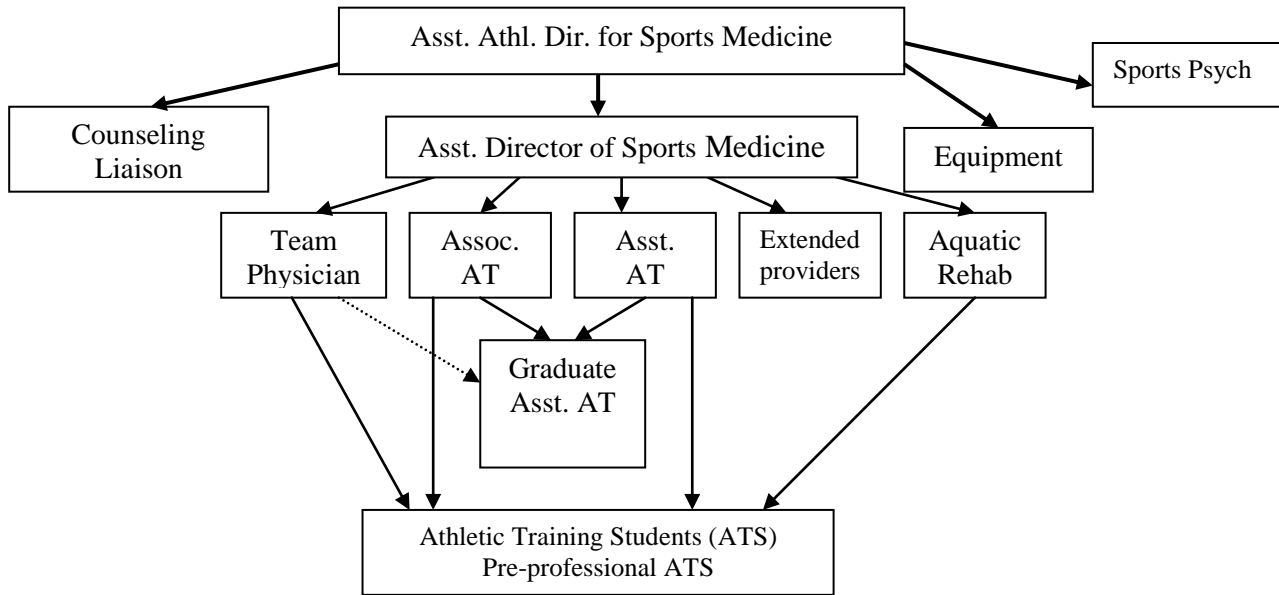 Asst. Athl. Dir. for Sports Medicine
Sports Psych
Counseling
Liaison
Asst. Director of Sports Medicine
Equipment
Team
Physician
Assoc.
AT
Asst.
AT
Extended
providers
Aquatic
Rehab
Graduate
Asst. AT
Athletic Training Students (ATS)
Pre-professional ATS